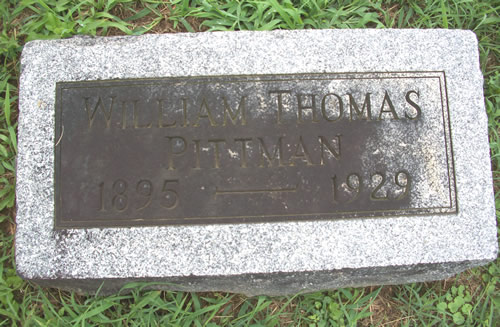 WILLIAM THOMAS
PITTMAN
1895 — 1929